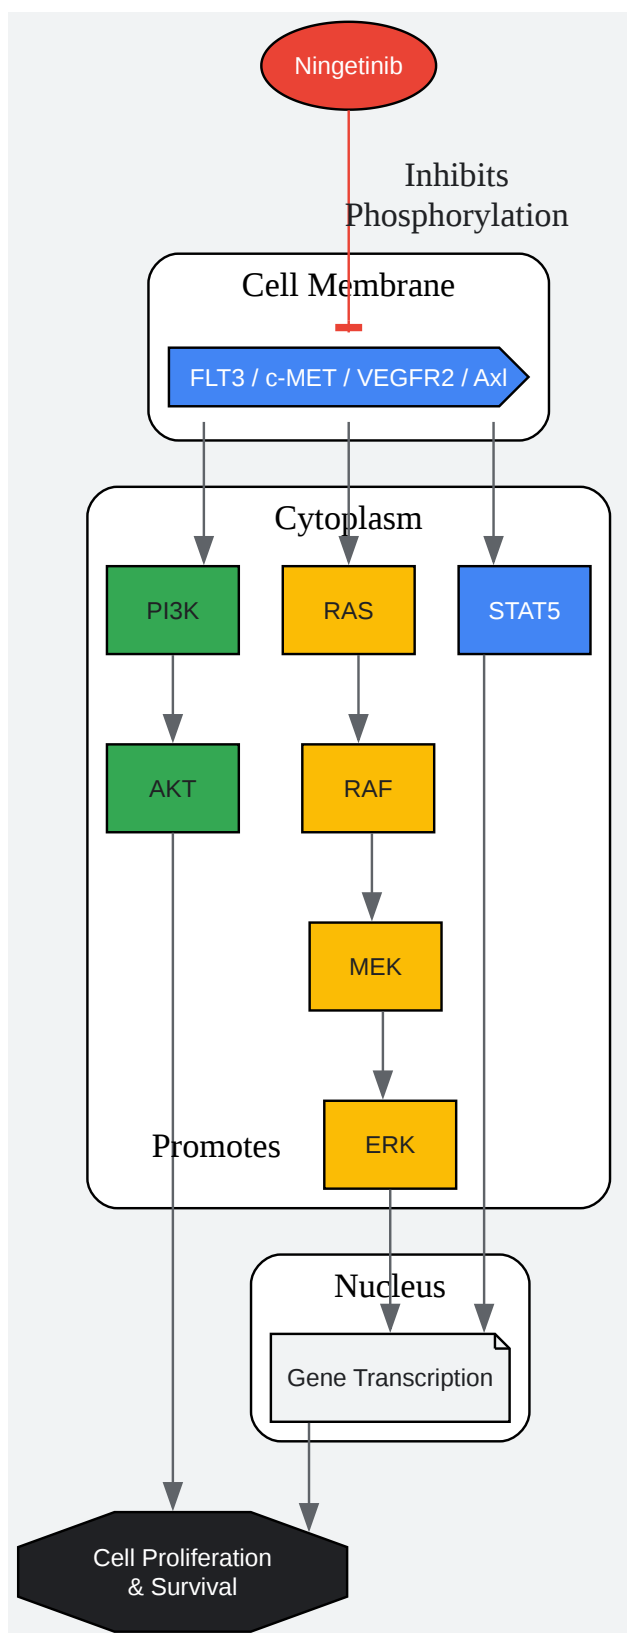 Ningetinib
Inhibits
Phosphorylation
Cell Membrane
FLT3 / c-MET / VEGFR2 / Axl
Cytoplasm
PI3K
RAS
STAT5
AKT
RAF
MEK
Promotes
ERK
Nucleus
Gene Transcription
Cell Proliferation
& Survival